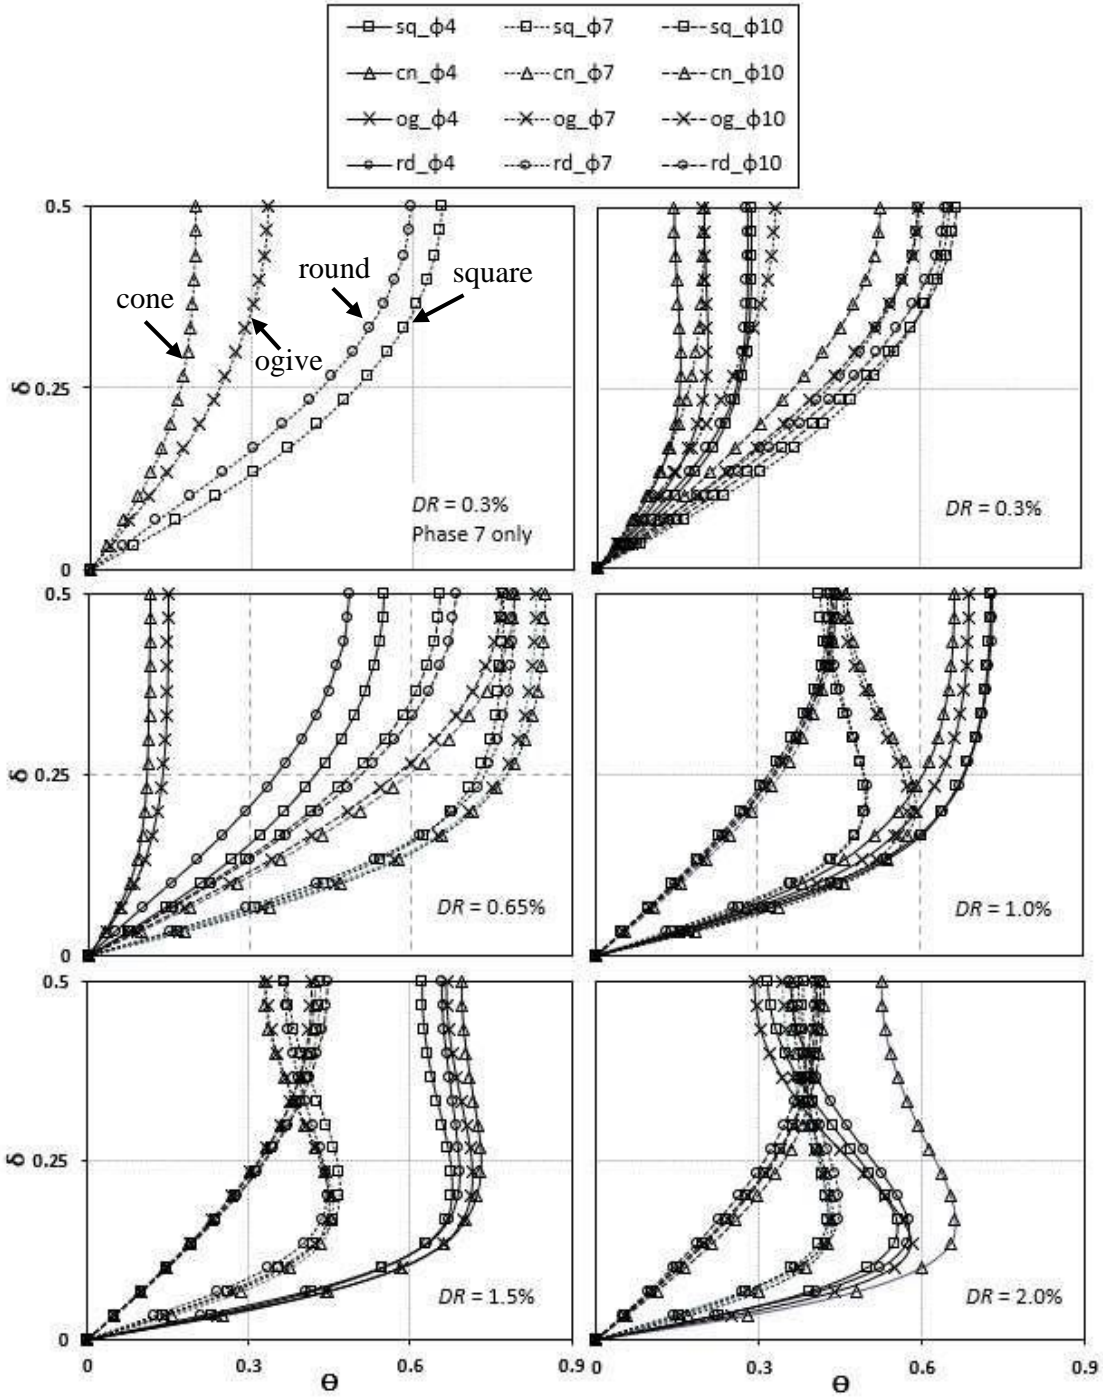 sq_ϕ4 sq_ϕ7 sq_ϕ10
cn_ϕ4 cn_ϕ7 cn_ϕ10
og_ϕ4 og_ϕ7 og_ϕ10
rd_ϕ4 rd_ϕ7 rd_ϕ10
0.5
round
square
cone
ogive
δ 0.25
DR = 0.3%
Phase 7 only
DR = 0.3%
0
0.5
δ 0.25
DR = 0.65%
DR = 1.0%
0
0.5
δ 0.25
DR = 1.5%
DR = 2.0%
0
0 0.3 0.6 0.9 0 0.3 0.6 0.9
Θ Θ